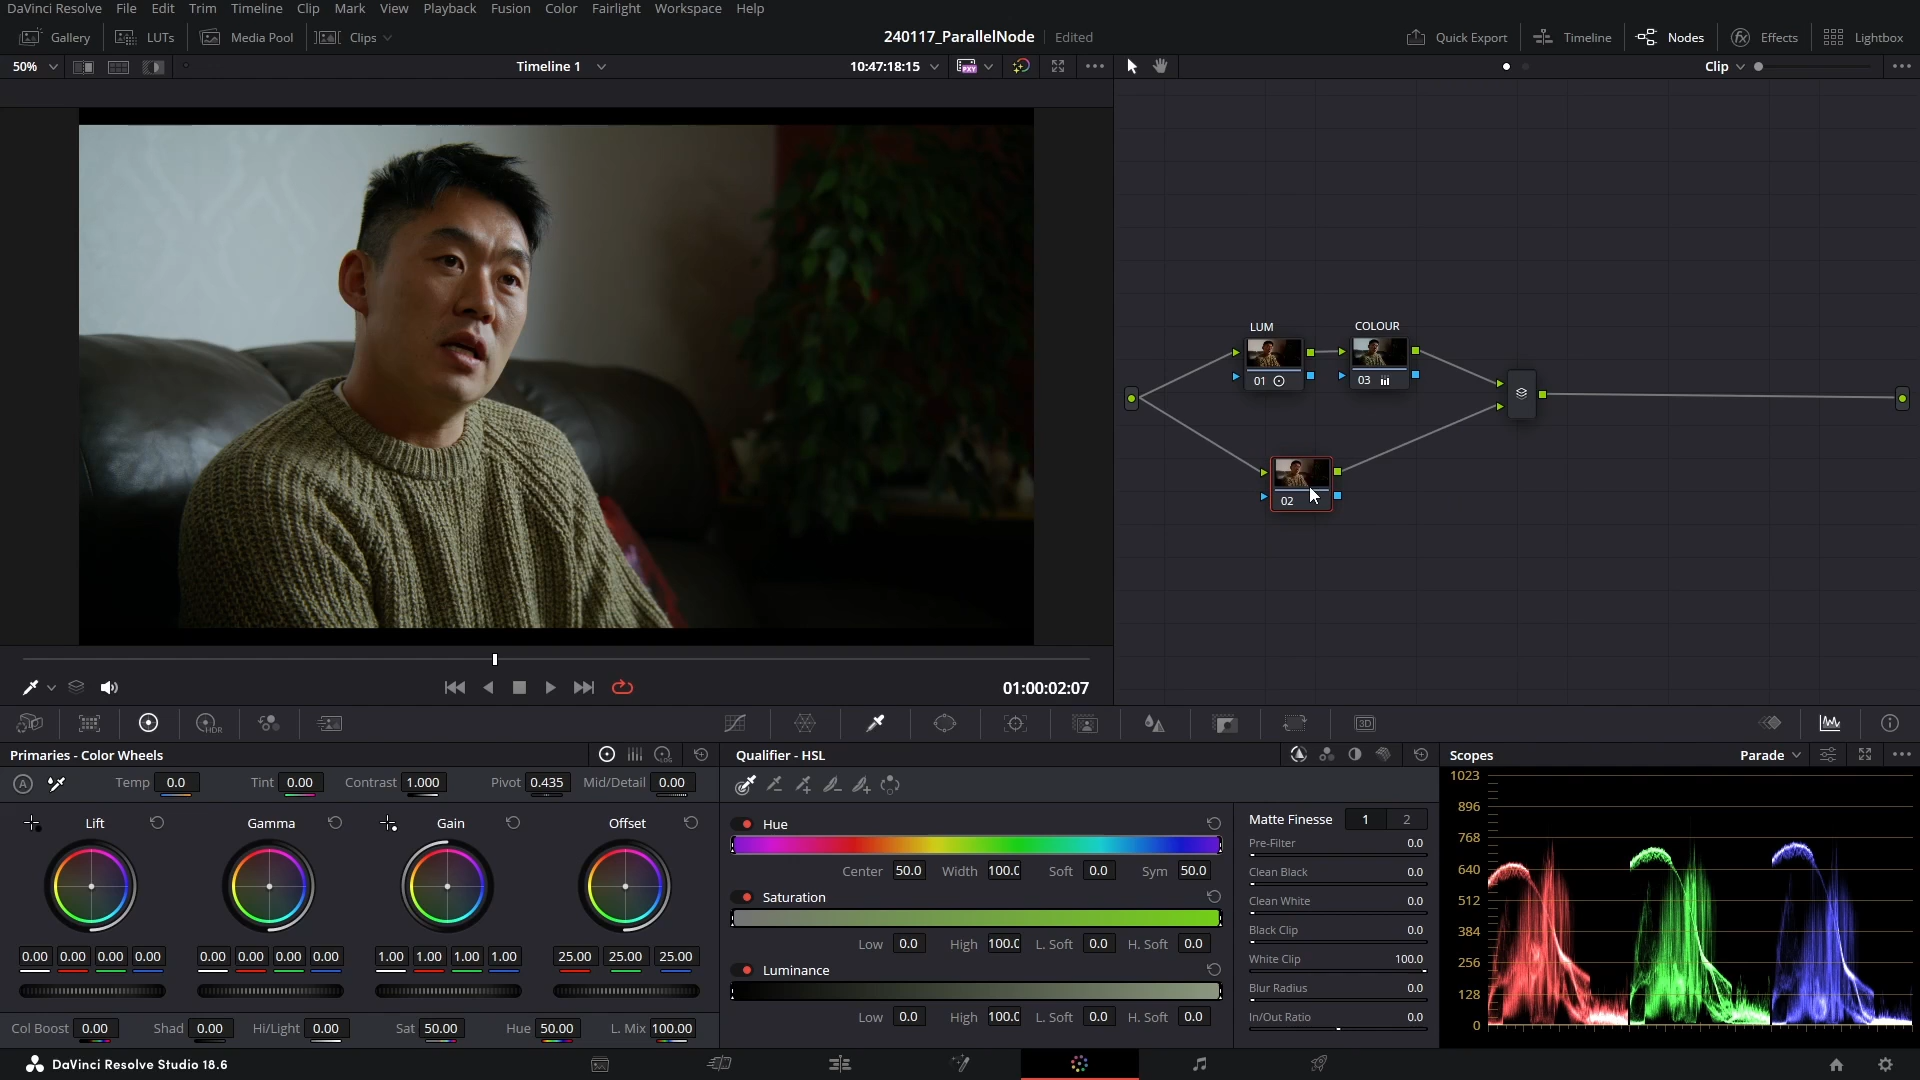 DaVinci Resolve File Edit Trim Timeline Clip Mark View Playback Fusion Color Fairlight Workspace Help
Gallery LUTs Media Pool Clips 240117_ParallelNode Edited Quick Export Timeline Nodes Effects Lightbox
50% Timeline 1 10:47:18:15 PXY Clip
LUM COLOUR
01 03
02
01:00:02:07
HDR 3D
Primaries - Color Wheels LOG Qualifier - HSL Scopes Parade
A Temp 0.0 Tint 0.00 Contrast 1.000 Pivot 0.435 Mid/Detail 0.00
Lift Gamma Gain Offset
0.00 0.00 0.00 0.00 0.00 0.00 0.00 0.00 1.00 1.00 1.00 1.00 25.00 25.00 25.00
Col Boost 0.00 Shad 0.00 Hi/Light 0.00 Sat 50.00 Hue 50.00 L. Mix 100.00
Hue
Center 50.0 Width 100.0 Soft 0.0 Sym 50.0
Saturation
Low 0.0 High 100.0 L. Soft 0.0 H. Soft 0.0
Luminance
Low 0.0 High 100.0 L. Soft 0.0 H. Soft 0.0
Matte Finesse 1 2
Pre-Filter 0.0
Clean Black 0.0
Clean White 0.0
Black Clip 0.0
White Clip 100.0
Blur Radius 0.0
In/Out Ratio 0.0
1023
896
768
640
512
384
256
128
0
DaVinci Resolve Studio 18.6